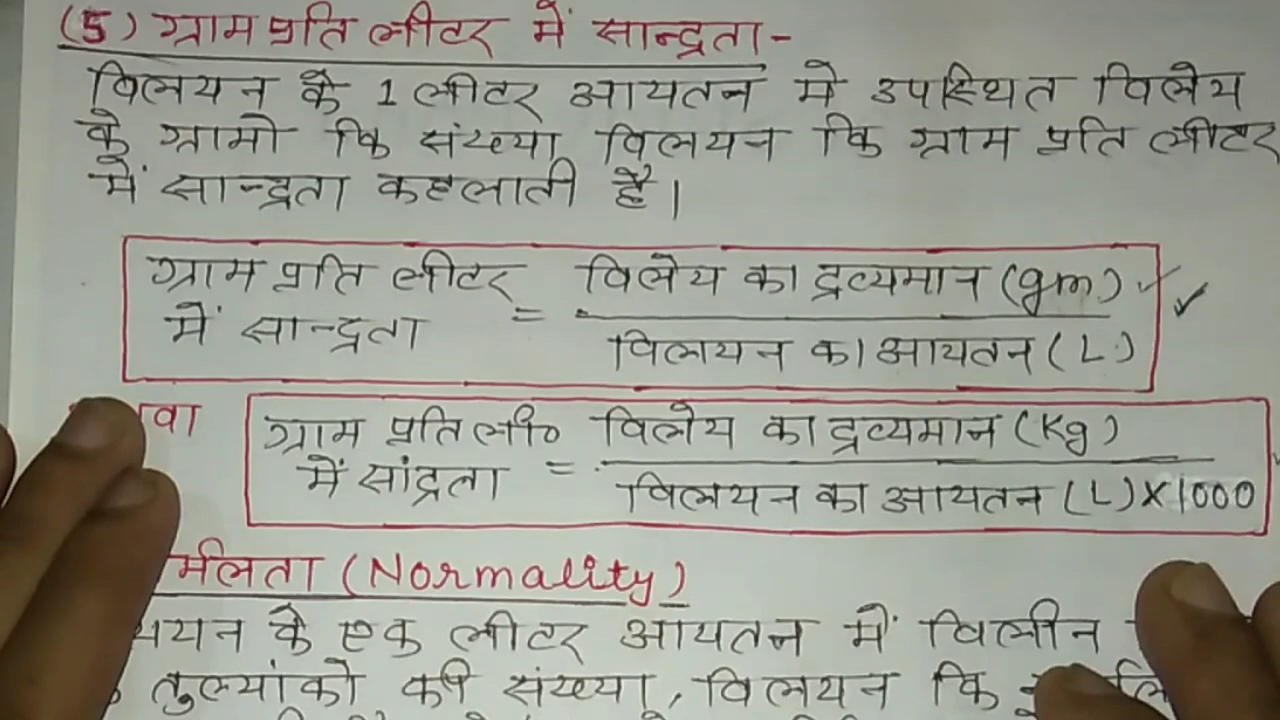 (5) ग्राम प्रति लीटर में सान्द्रता -
विलयन के 1 लीटर आयतन मे उपस्थित विलेय
के ग्रामो कि संख्या विलयन कि ग्राम प्रति लीटर
में सान्द्रता कहलाती है।
ग्राम प्रति लीटर में सान्द्रता = विलेय का द्रव्यमान (gm)
विलयन का आयतन (L)
वा
ग्राम प्रति ली० में सांद्रता = विलेय का द्रव्यमान (Kg)
विलयन का आयतन (L)×1000
र्मलता (Normality)
यन के एक लीटर आयतन में विलीन
तुल्यांको की संख्या, विलयन कि